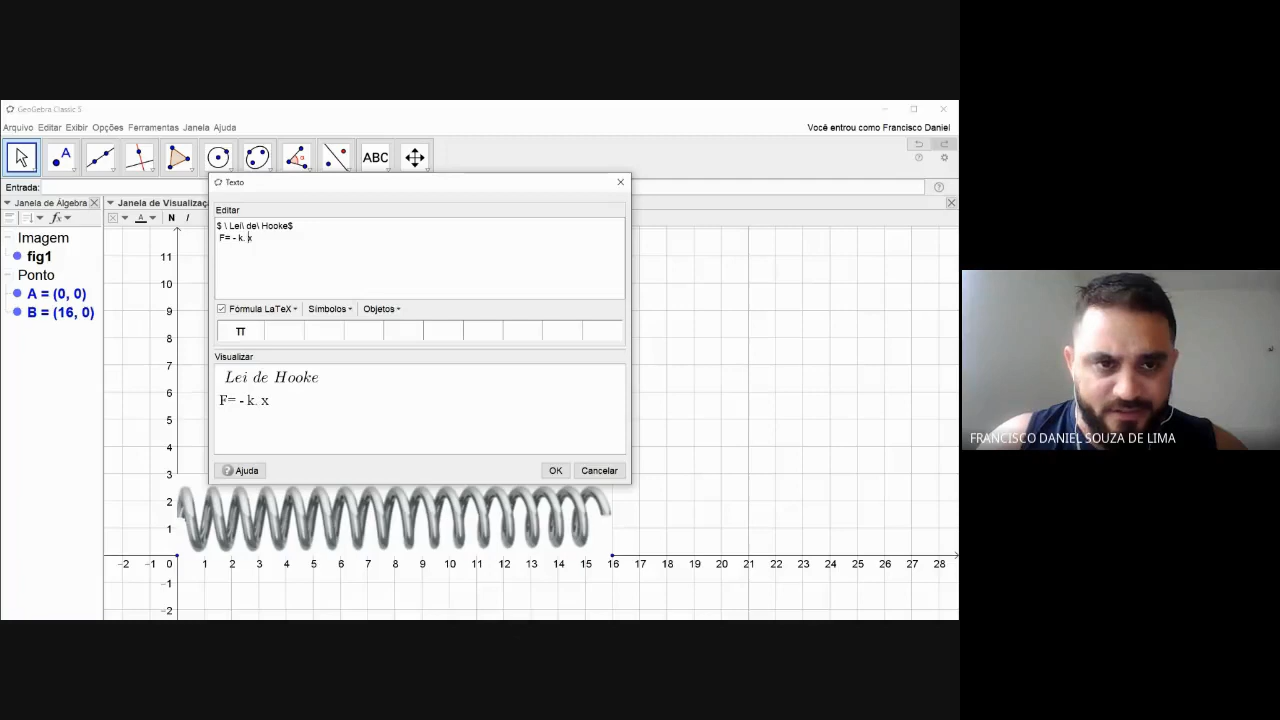 GeoGebra Classic 5
Arquivo Editar Exibir Opções Ferramentas Janela Ajuda
Você entrou como Francisco Daniel
A
α
ABC
Entrada:
Janela de Álgebra
Janela de Visualizaç
fx
A
N
I
Imagem
fig1
Ponto
A = (0, 0)
B = (16, 0)
Texto
Editar
$ \ Lei\ de\ Hooke$
F= - k. x
Fórmula LaTeX
Símbolos
Objetos
π
Visualizar
Lei de Hooke
F= - k. x
Ajuda
OK
Cancelar
11
10
9
8
7
6
5
4
3
2
1
-2 -1 0 1 2 3 4 5 6 7 8 9 10 11 12 13 14 15 16 17 18 19 20 21 22 23 24 25 26 27 28
-1
-2
FRANCISCO DANIEL SOUZA DE LIMA